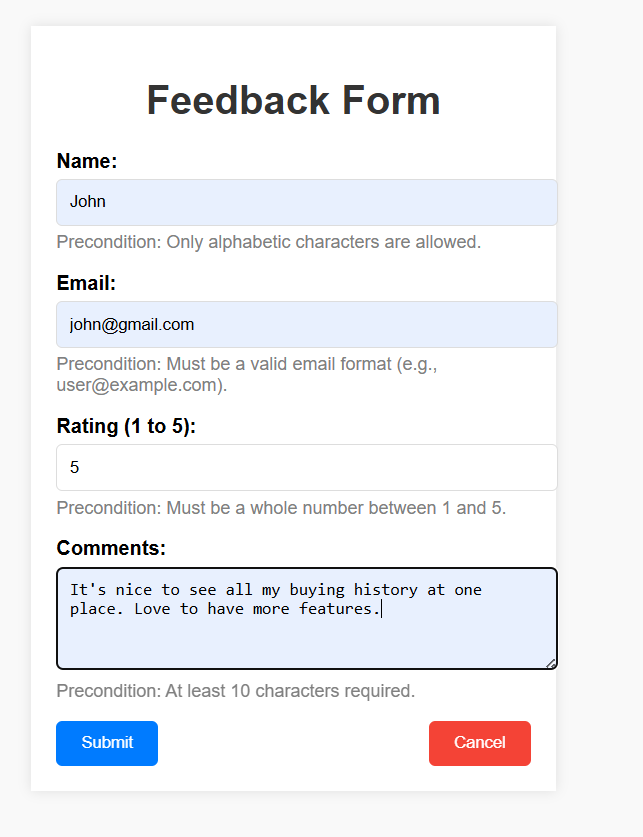 Feedback Form
Name:
John
Precondition: Only alphabetic characters are allowed.
Email:
john@gmail.com
Precondition: Must be a valid email format (e.g.,
user@example.com).
Rating (1 to 5):
5
Precondition: Must be a whole number between 1 and 5.
Comments:
It's nice to see all my buying history at one
place. Love to have more features.
Precondition: At least 10 characters required.
Submit
Cancel